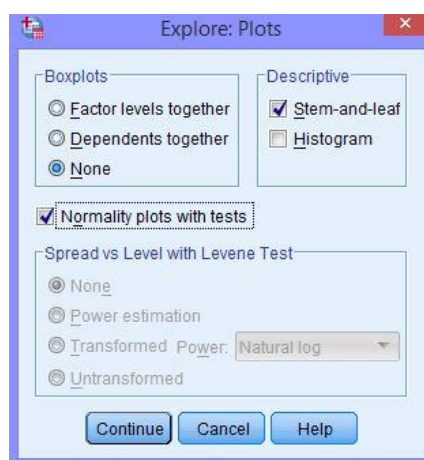 Explore: Plots
Boxplots
Factor levels together
Dependents together
None
Descriptive
Stem-and-leaf
Histogram
Normality plots with tests
Spread vs Level with Levene Test
None
Power estimation
Transformed Power: Natural log
Untransformed
Continue Cancel Help